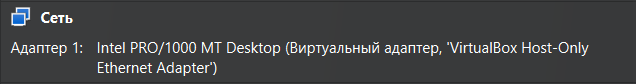 Сеть
Адаптер 1: Intel PRO/1000 MT Desktop (Виртуальный адаптер, 'VirtualBox Host-Only
Ethernet Adapter')